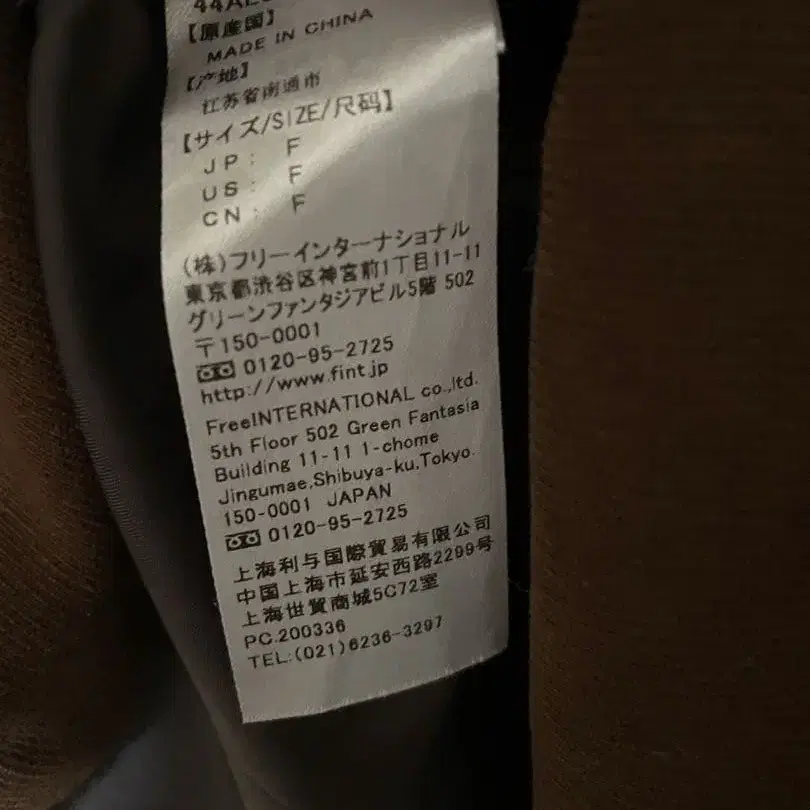 【原産国】
MADE IN CHINA
【产地】
江苏省南通市
【サイズ/SIZE/尺码】
JP: F
US: F
CN: F
(株)フリーインターナショナル
東京都渋谷区神宮前1丁目11-11
グリーンファンタジアビル5階 502
〒150-0001
0120-95-2725
http://www.fint.jp
FreeINTERNATIONAL co.,ltd.
5th Floor 502 Green Fantasia
Building 11-11 1-chome
Jingumae,Shibuya-ku,Tokyo.
150-0001 JAPAN
0120-95-2725
上海利与国際貿易有限公司
中国上海市延安西路2299号
上海世貿商城5C72室
PC.200336
TEL:(021)6236-3297